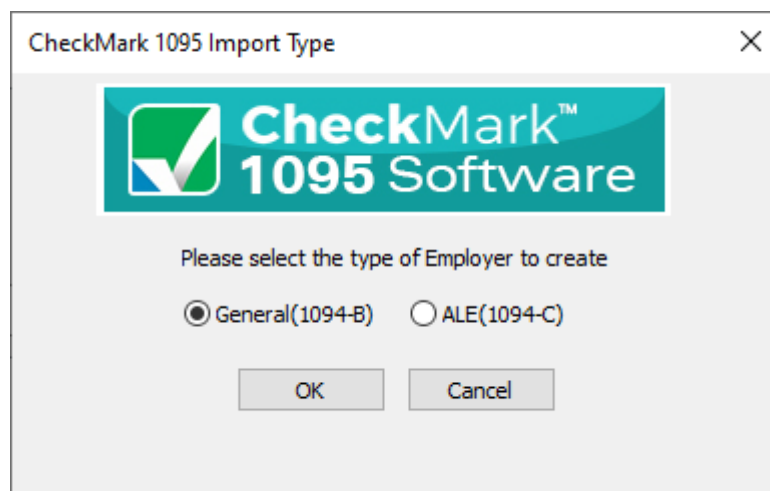 CheckMark 1095 Import Type
CheckMark™
1095 Software
Please select the type of Employer to create
General(1094-B) ALE(1094-C)
OK Cancel